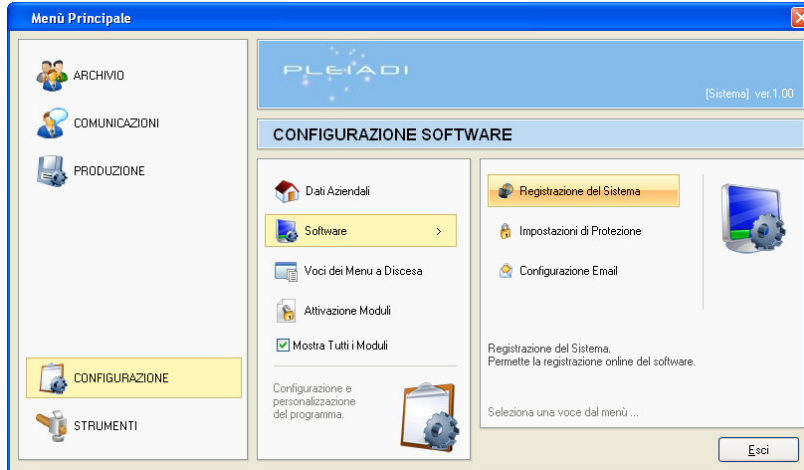 Menù Principale
ARCHIVIO
COMUNICAZIONI
PRODUZIONE
CONFIGURAZIONE
STRUMENTI
PLEIADI
[Sistema] ver.1.00
CONFIGURAZIONE SOFTWARE
Dati Aziendali
Software >
Voci dei Menu a Discesa
Attivazione Moduli
Mostra Tutti i Moduli
Configurazione e
personalizzazione
del programma.
Registrazione del Sistema
Impostazioni di Protezione
Configurazione Email
Registrazione del Sistema.
Permette la registrazione online del software.
Seleziona una voce dal menù ...
Esci